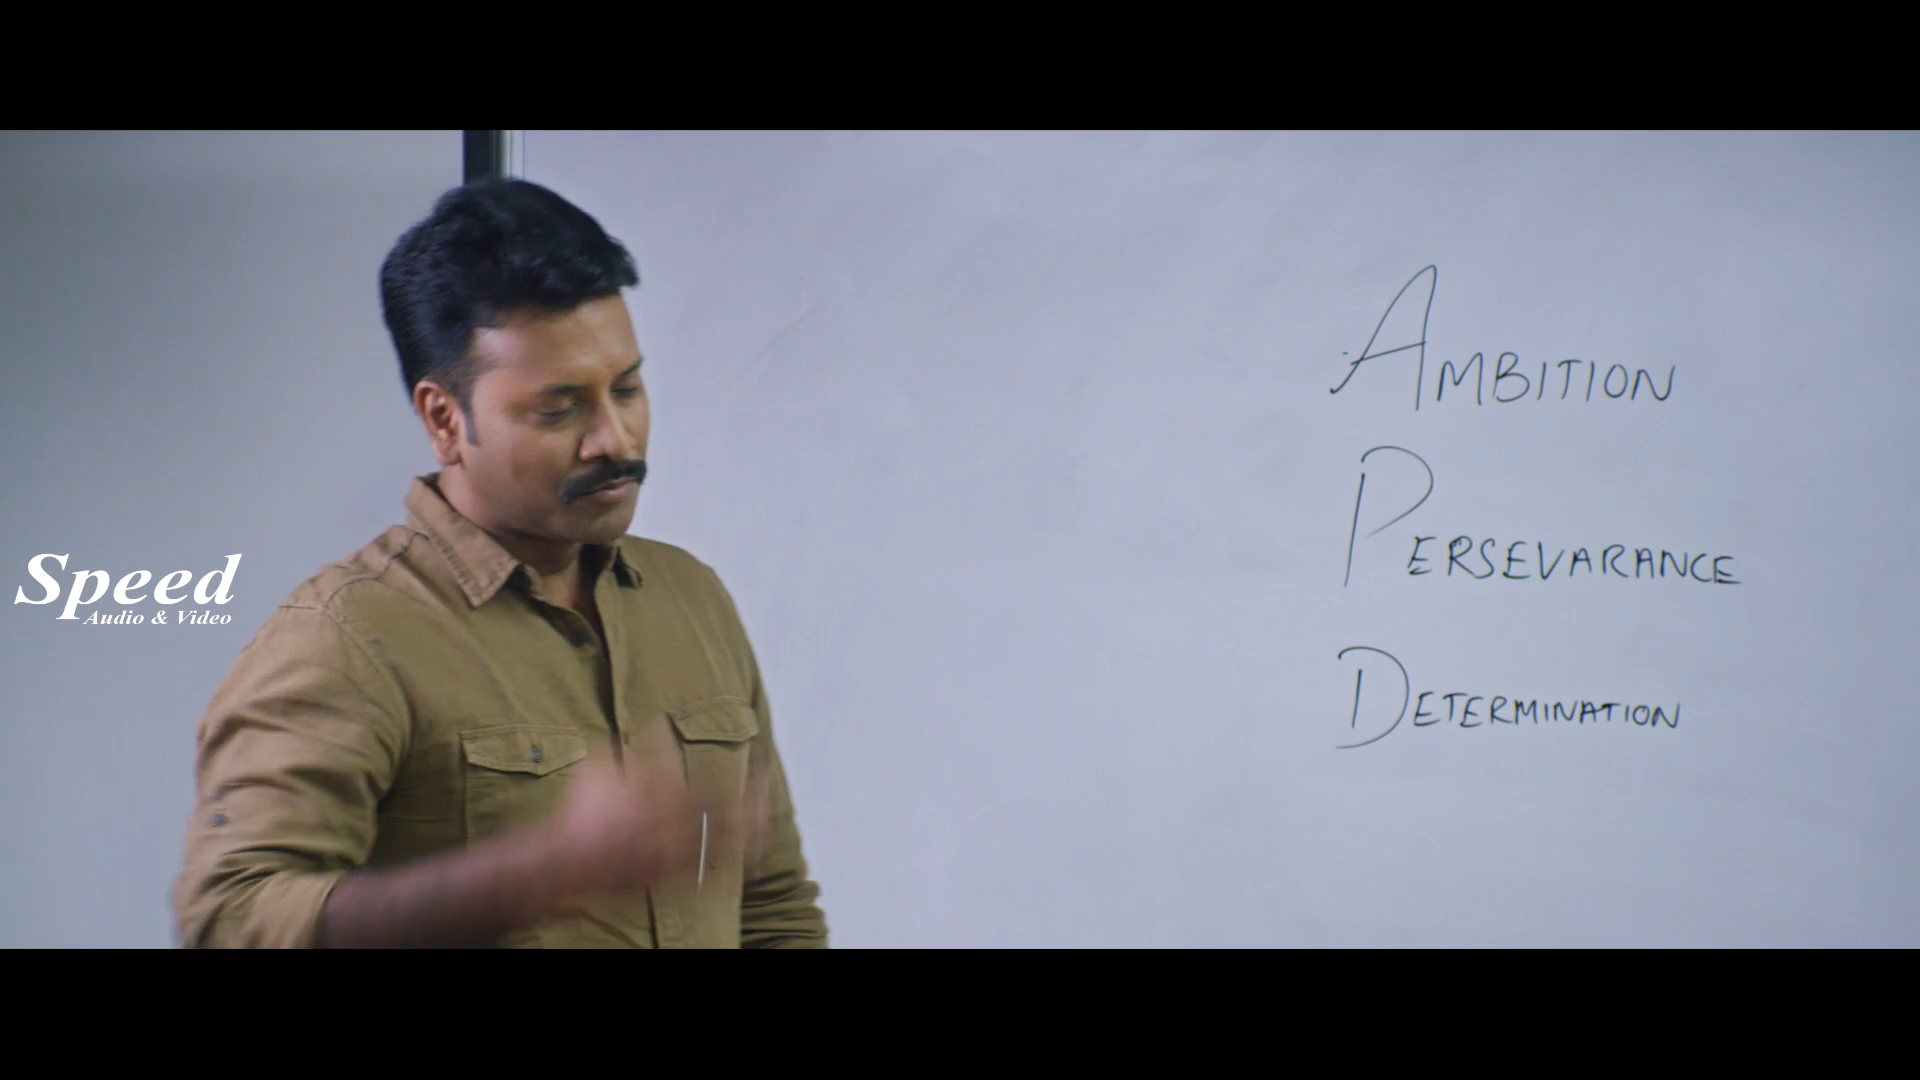 AMBITION
PERSEVARANCE
DETERMINATION
Speed
Audio & Video